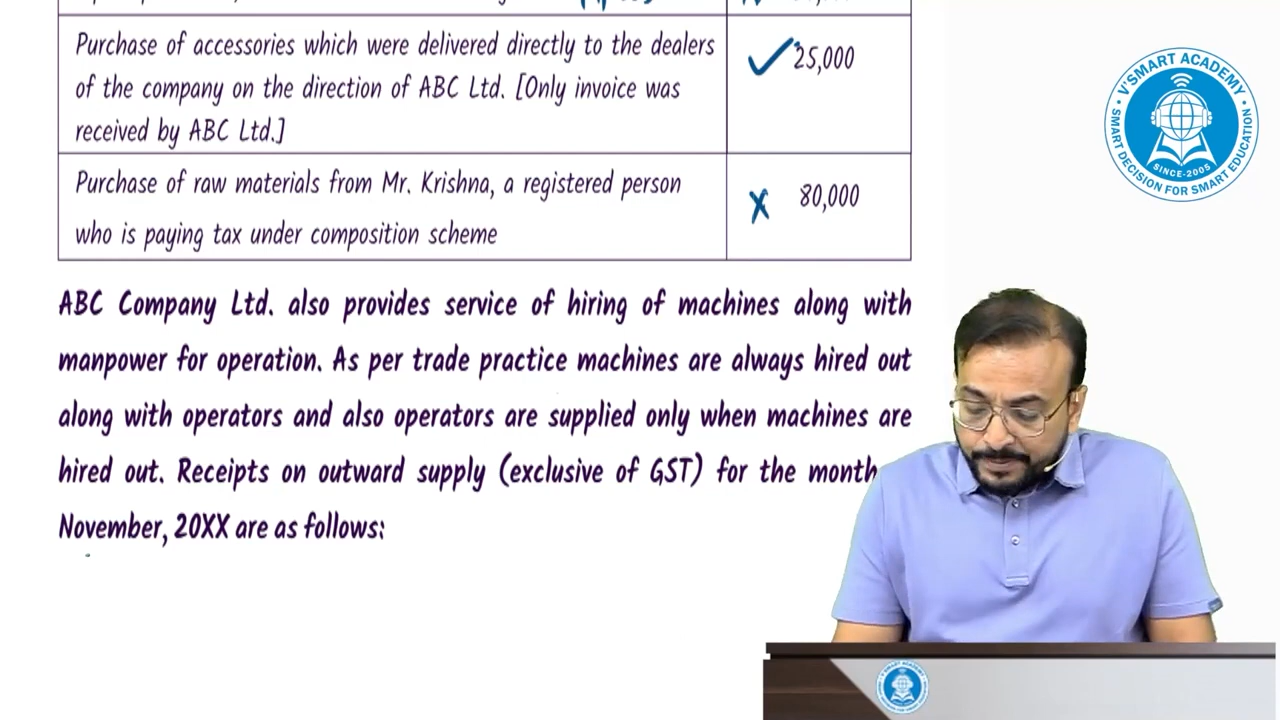 Purchase of accessories which were delivered directly to the dealers
of the company on the direction of ABC Ltd. [Only invoice was
received by ABC Ltd.]
25,000
Purchase of raw materials from Mr. Krishna, a registered person
who is paying tax under composition scheme
80,000
ABC Company Ltd. also provides service of hiring of machines along with
manpower for operation. As per trade practice machines are always hired out
along with operators and also operators are supplied only when machines are
hired out. Receipts on outward supply (exclusive of GST) for the month
November, 20XX are as follows:
V'SMART ACADEMY
SINCE-2005
SMART DECISION FOR SMART EDUCATION